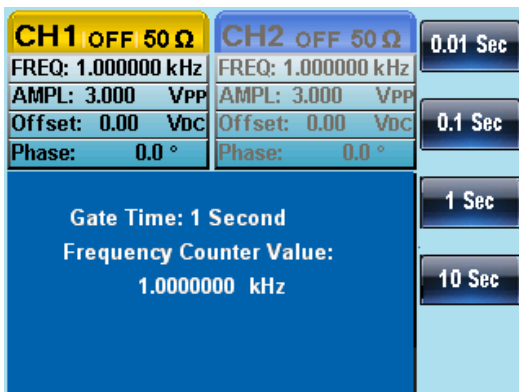 CH1 OFF 50 Ω
FREQ: 1.000000 kHz
AMPL: 3.000 VPP
Offset: 0.00 VDC
Phase: 0.0 °
CH2 OFF 50 Ω
FREQ: 1.000000 kHz
AMPL: 3.000 VPP
Offset: 0.00 VDC
Phase: 0.0 °
Gate Time: 1 Second
Frequency Counter Value:
1.0000000 kHz
0.01 Sec
0.1 Sec
1 Sec
10 Sec